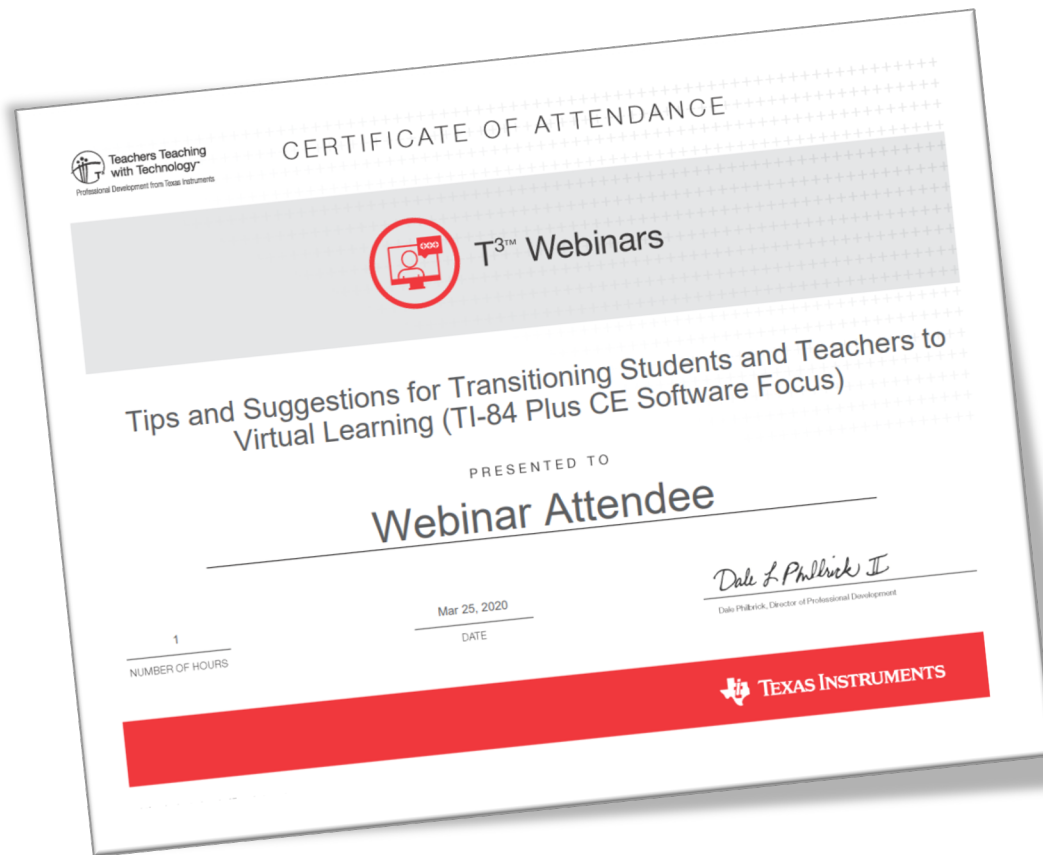 CERTIFICATE OF ATTENDANCE
Teachers Teaching
with Technology™
Professional Development from Texas Instruments
T³™ Webinars
Tips and Suggestions for Transitioning Students and Teachers to
Virtual Learning (TI-84 Plus CE Software Focus)
PRESENTED TO
Webinar Attendee
1
NUMBER OF HOURS
Mar 25, 2020
DATE
Dale L Philbrick II
Dale Philbrick, Director of Professional Development
TEXAS INSTRUMENTS